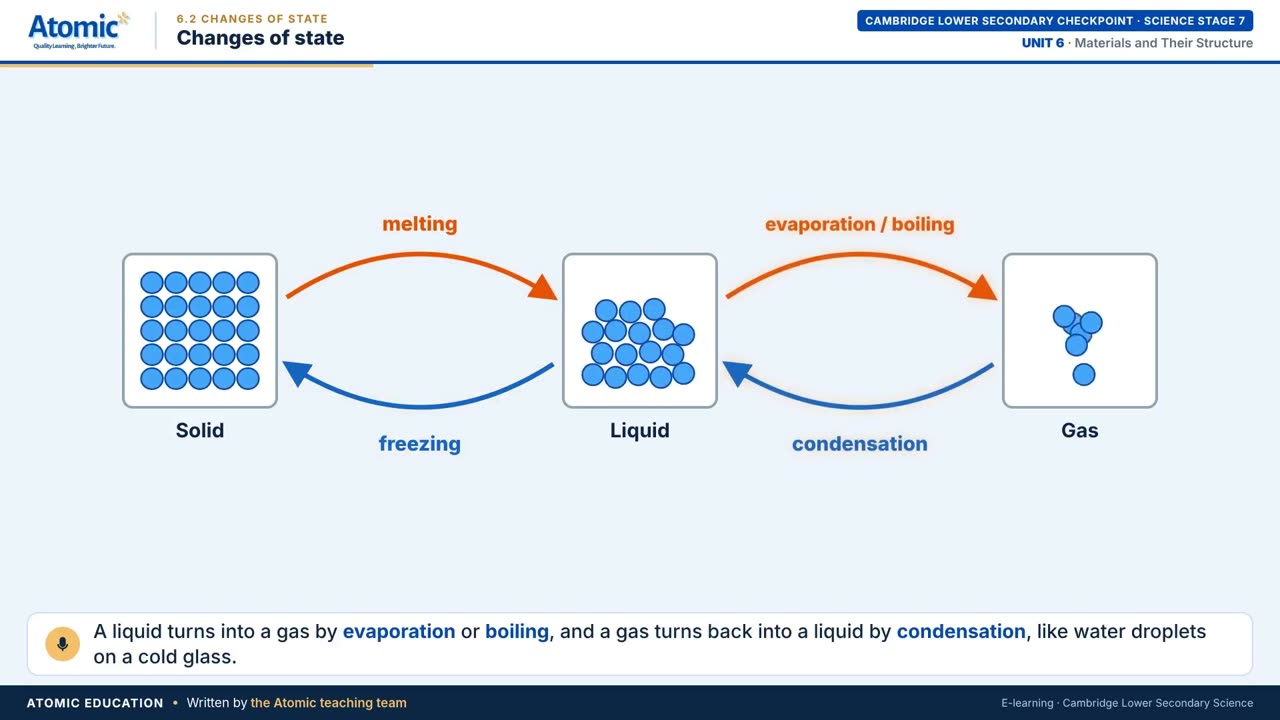 Atomic
Quality Learning, Brighter Future.
6.2 CHANGES OF STATE
Changes of state
CAMBRIDGE LOWER SECONDARY CHECKPOINT · SCIENCE STAGE 7
UNIT 6 · Materials and Their Structure
melting
evaporation / boiling
Solid
Liquid
Gas
freezing
condensation
A liquid turns into a gas by evaporation or boiling, and a gas turns back into a liquid by condensation, like water droplets
on a cold glass.
ATOMIC EDUCATION • Written by the Atomic teaching team
E-learning · Cambridge Lower Secondary Science